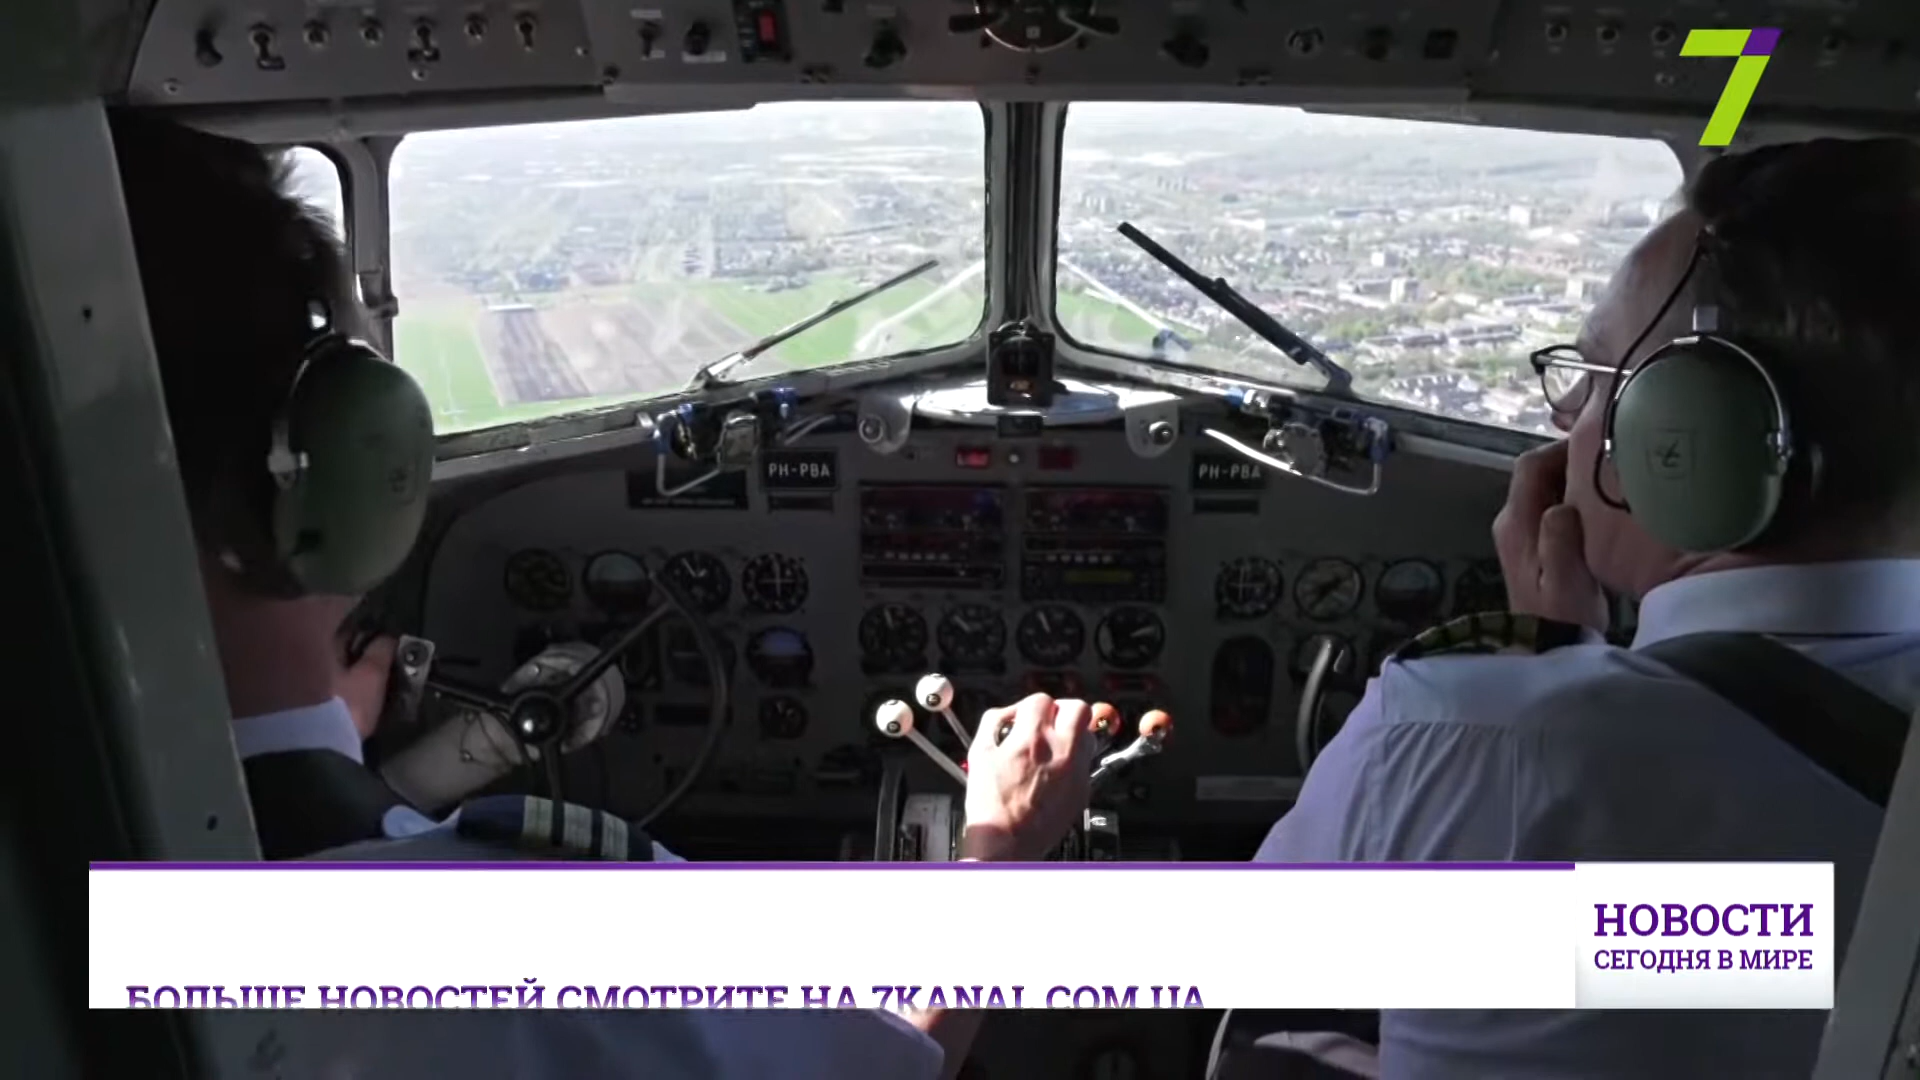 7
PH-PBA
PH-PBA
НОВОСТИ
СЕГОДНЯ В МИРЕ
БОЛЬШЕ НОВОСТЕЙ СМОТРИТЕ НА 7KANAL.COM.UA